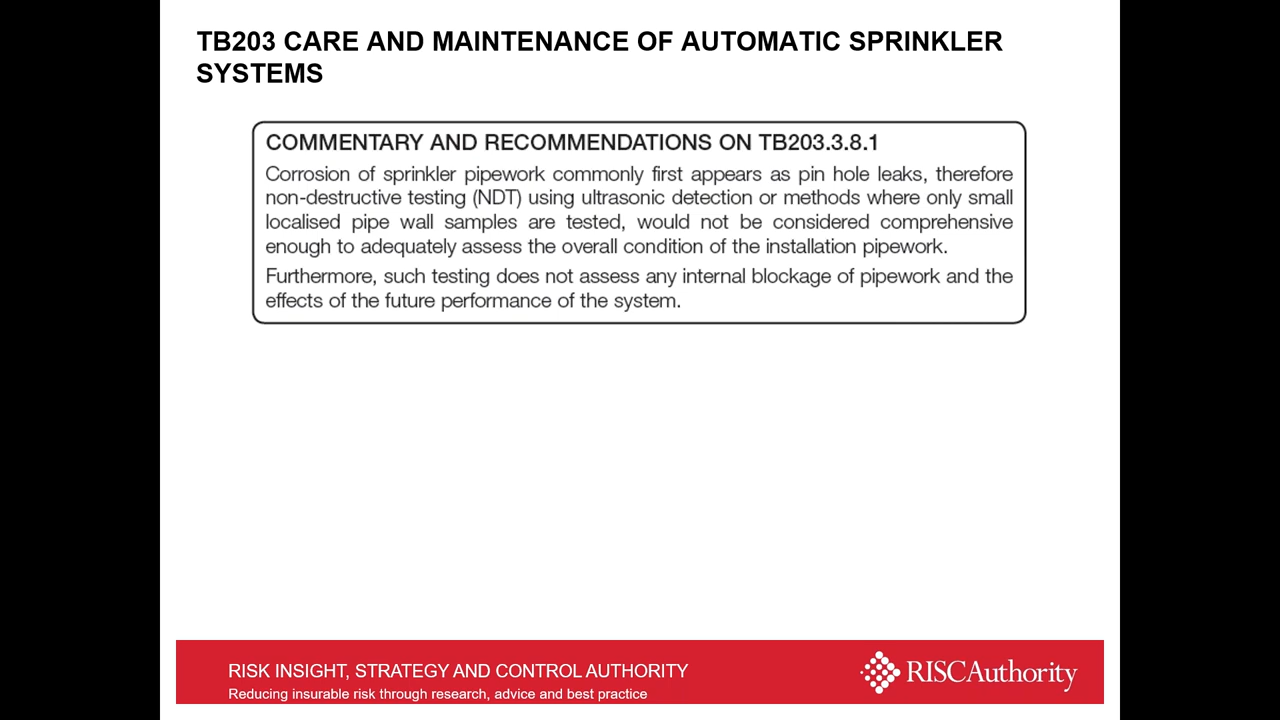 TB203 CARE AND MAINTENANCE OF AUTOMATIC SPRINKLER
SYSTEMS
COMMENTARY AND RECOMMENDATIONS ON TB203.3.8.1
Corrosion of sprinkler pipework commonly first appears as pin hole leaks, therefore
non-destructive testing (NDT) using ultrasonic detection or methods where only small
localised pipe wall samples are tested, would not be considered comprehensive
enough to adequately assess the overall condition of the installation pipework.
Furthermore, such testing does not assess any internal blockage of pipework and the
effects of the future performance of the system.
RISK INSIGHT, STRATEGY AND CONTROL AUTHORITY
Reducing insurable risk through research, advice and best practice
RISCAuthority